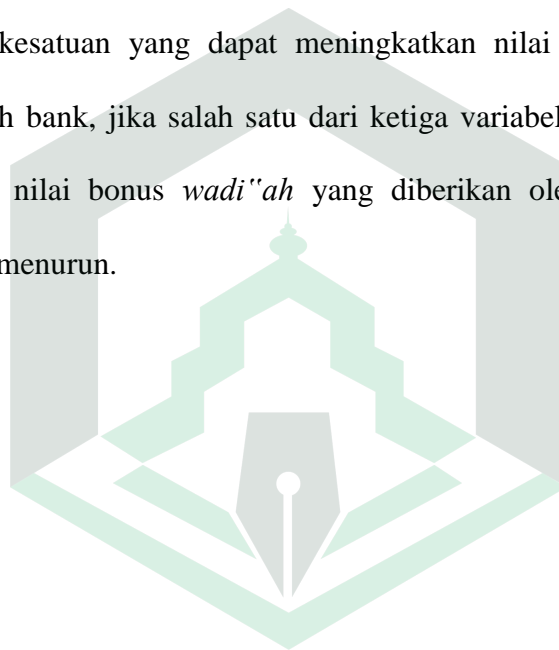 kesatuan yang dapat meningkatkan nilai
h bank, jika salah satu dari ketiga variabel
nilai bonus wadi‟ah yang diberikan ole
menurun.